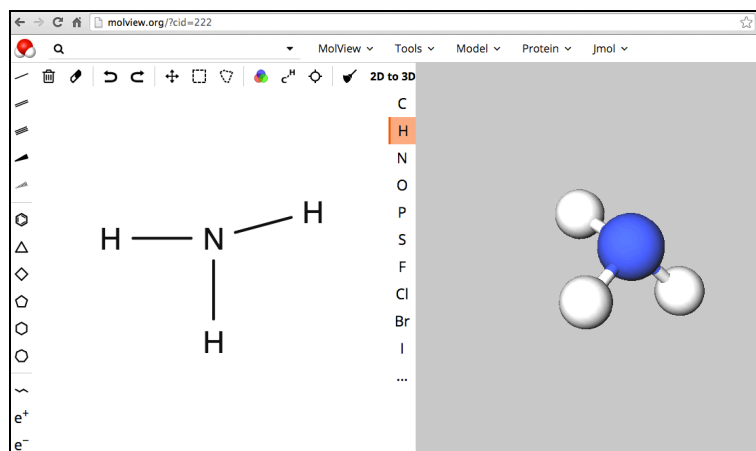 molview.org/?cid=222
MolView Tools Model Protein Jmol
C H 2D to 3D
C
H
N
O
P
S
F
Cl
Br
I
...
H N H
H
e+
e−